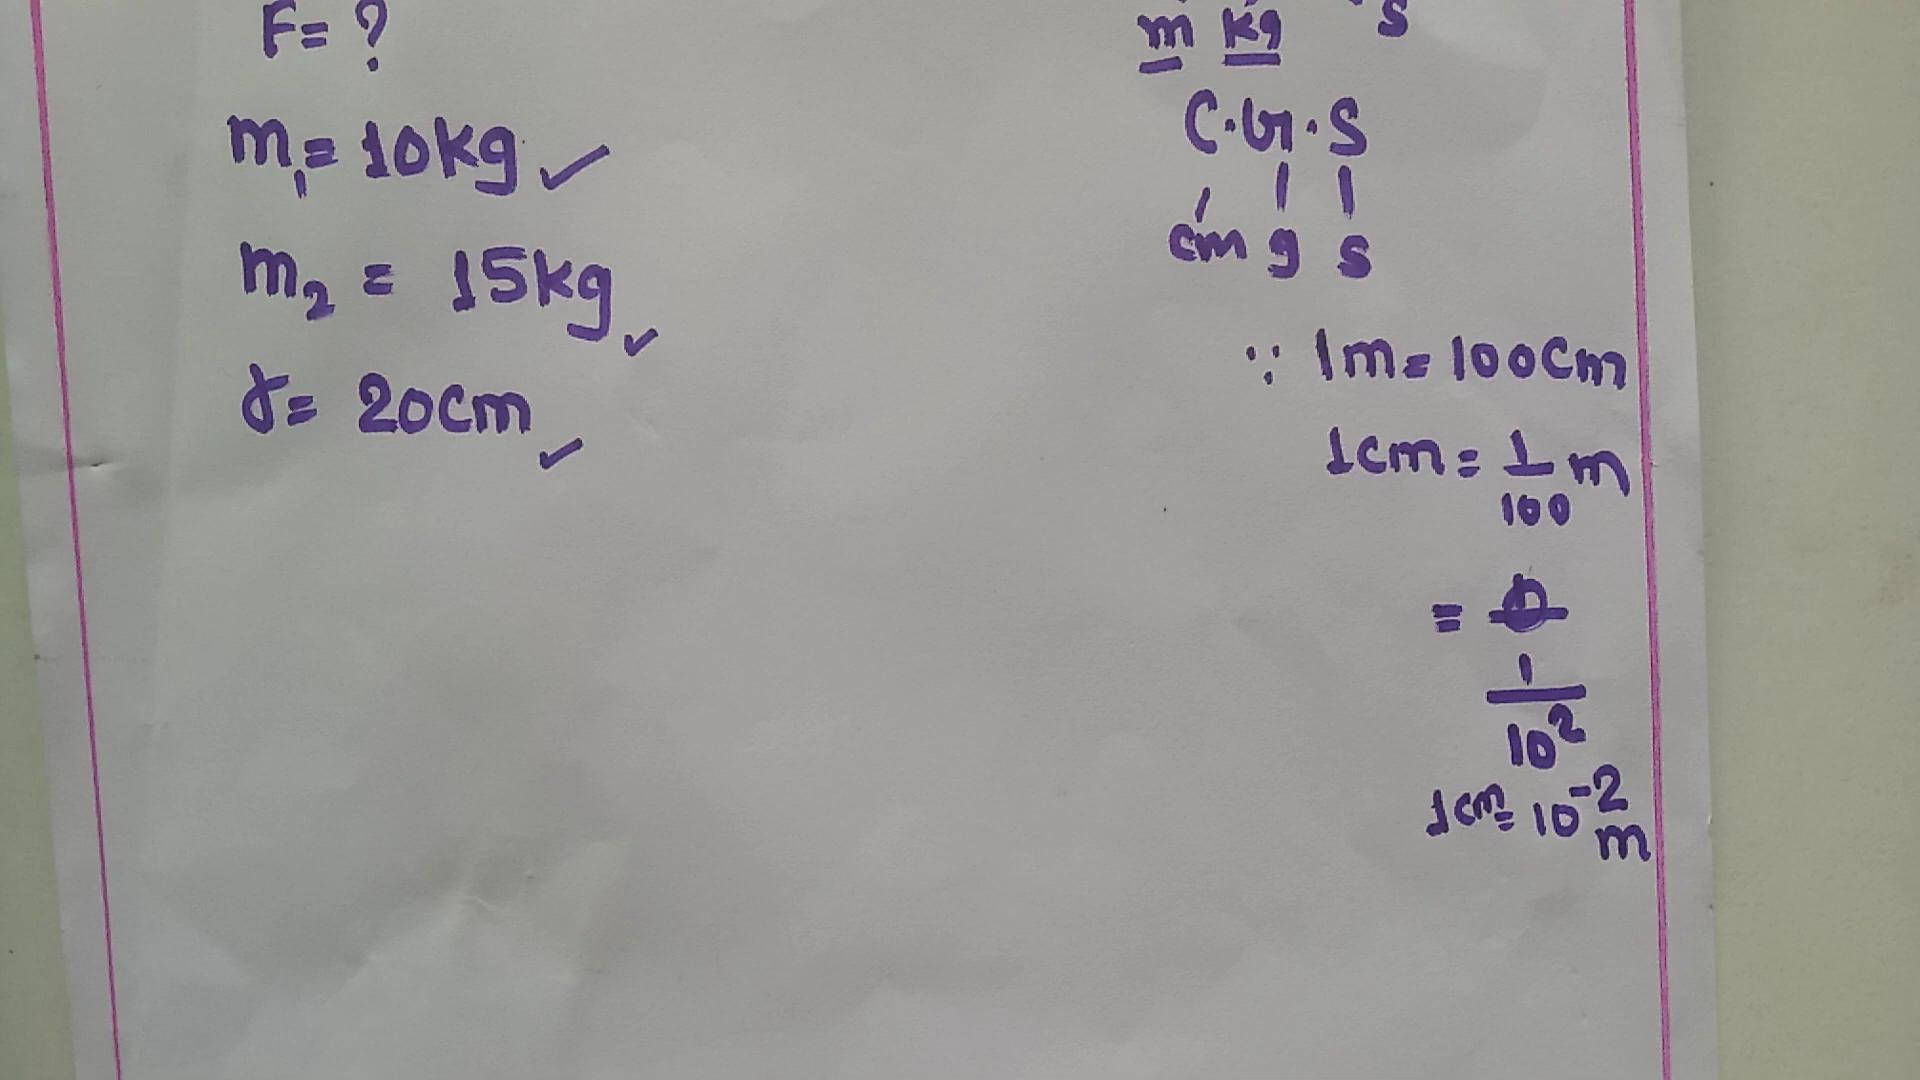 F= ?
m₁= 10kg ✓
m₂ = 15kg ✓
r= 20cm ✓
m kg s
C.G.S
cm g s
∵ 1m= 100cm
1cm= 1/100 m
=
1/10²
1cm= 10⁻² m